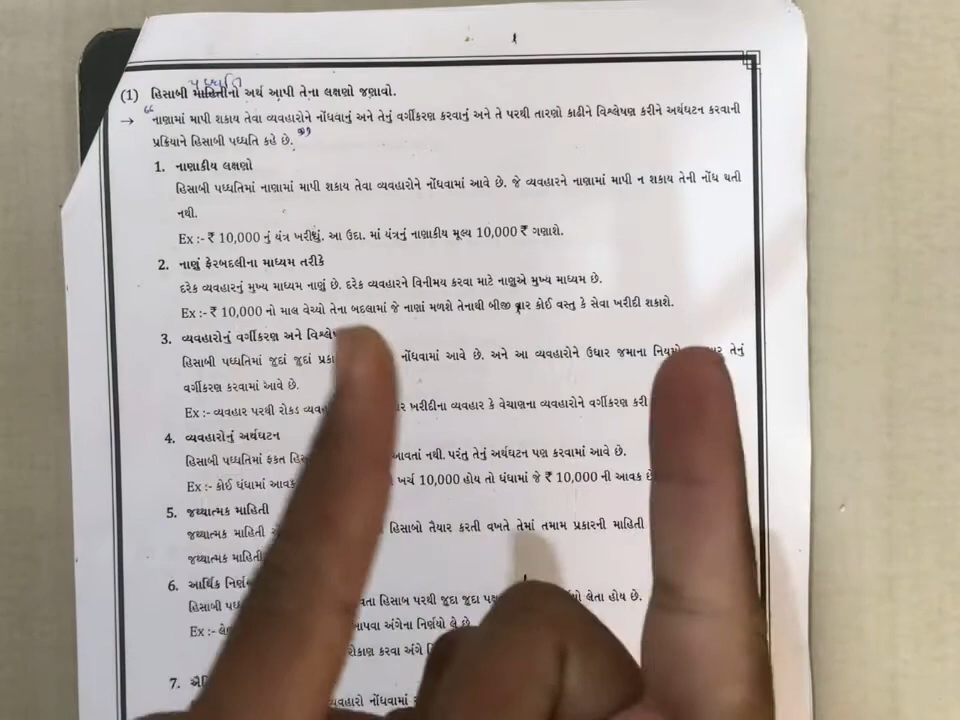 પધ્ધતિ
(1) હિસાબી માહિતીનો અર્થ આપી તેના લક્ષણો જણાવો.
→ "નાણામાં માપી શકાય તેવા વ્યવહારોને નોંધવાનું અને તેનું વર્ગીકરણ કરવાનું અને તે પરથી તારણો કાઢીને વિશ્લેષણ કરીને અર્થઘટન કરવાની
પ્રક્રિયાને હિસાબી પધ્ધતિ કહે છે."
1. નાણાકીય લક્ષણો
હિસાબી પધ્ધતિમાં નાણામાં માપી શકાય તેવા વ્યવહારોને નોંધવામાં આવે છે. જે વ્યવહારને નાણામાં માપી ન શકાય તેની નોંધ થતી
નથી.
Ex :- ₹ 10,000 નું યંત્ર ખરીધ્યું. આ ઉદા. માં યંત્રનું નાણાકીય મૂલ્ય 10,000 ₹ ગણાશે.
2. નાણું ફેરબદલીના માધ્યમ તરીકે
દરેક વ્યવહારનું મુખ્ય માધ્યમ નાણું છે. દરેક વ્યવહારને વિનીમય કરવા માટે નાણુએ મુખ્ય માધ્યમ છે.
Ex :- ₹ 10,000 નો માલ વેચ્યો તેના બદલામાં જે નાણાં મળશે તેનાથી બીજી વાર કોઈ વસ્તુ કે સેવા ખરીદી શકાશે.
3. વ્યવહારોનું વર્ગીકરણ અને
હિસાબી પધ્ધતિમાં જુદાં જુદાં નોંધવામાં આવે છે. અને આ વ્યવહારોને ઉધાર જમાના તેનું
વર્ગીકરણ કરવામાં આવે છે.
Ex :- વ્યવહાર પરથી રોકડ ખરીદીના વ્યવહાર કે વેચાણના વ્યવહારોને વર્ગીકરણ કરી
4. વ્યવહારોનું અર્થઘટન
હિસાબી પધ્ધતિમાં ફકત આવતાં નથી. પરંતુ તેનું અર્થઘટન પણ કરવામાં આવે છે.
Ex :- કોઈ ધંધામાં ખર્ચ 10,000 હોય તો ધંધામાં જે ₹ 10,000 ની આવક
5. જથ્થાત્મક માહિતી
જથ્થાત્મક માહિતી હિસાબો તૈયાર કરતી વખતે તેમાં તમામ પ્રકારની માહિતી
જથ્થાત્મક માહિતી
6. આર્થિક
હિસાબી હિસાબ પરથી જુદા જુદા લેતા હોય છે.
Ex :- અંગેના નિર્ણયો લે છે
કરવા અંગે
7.
નોંધવામાં